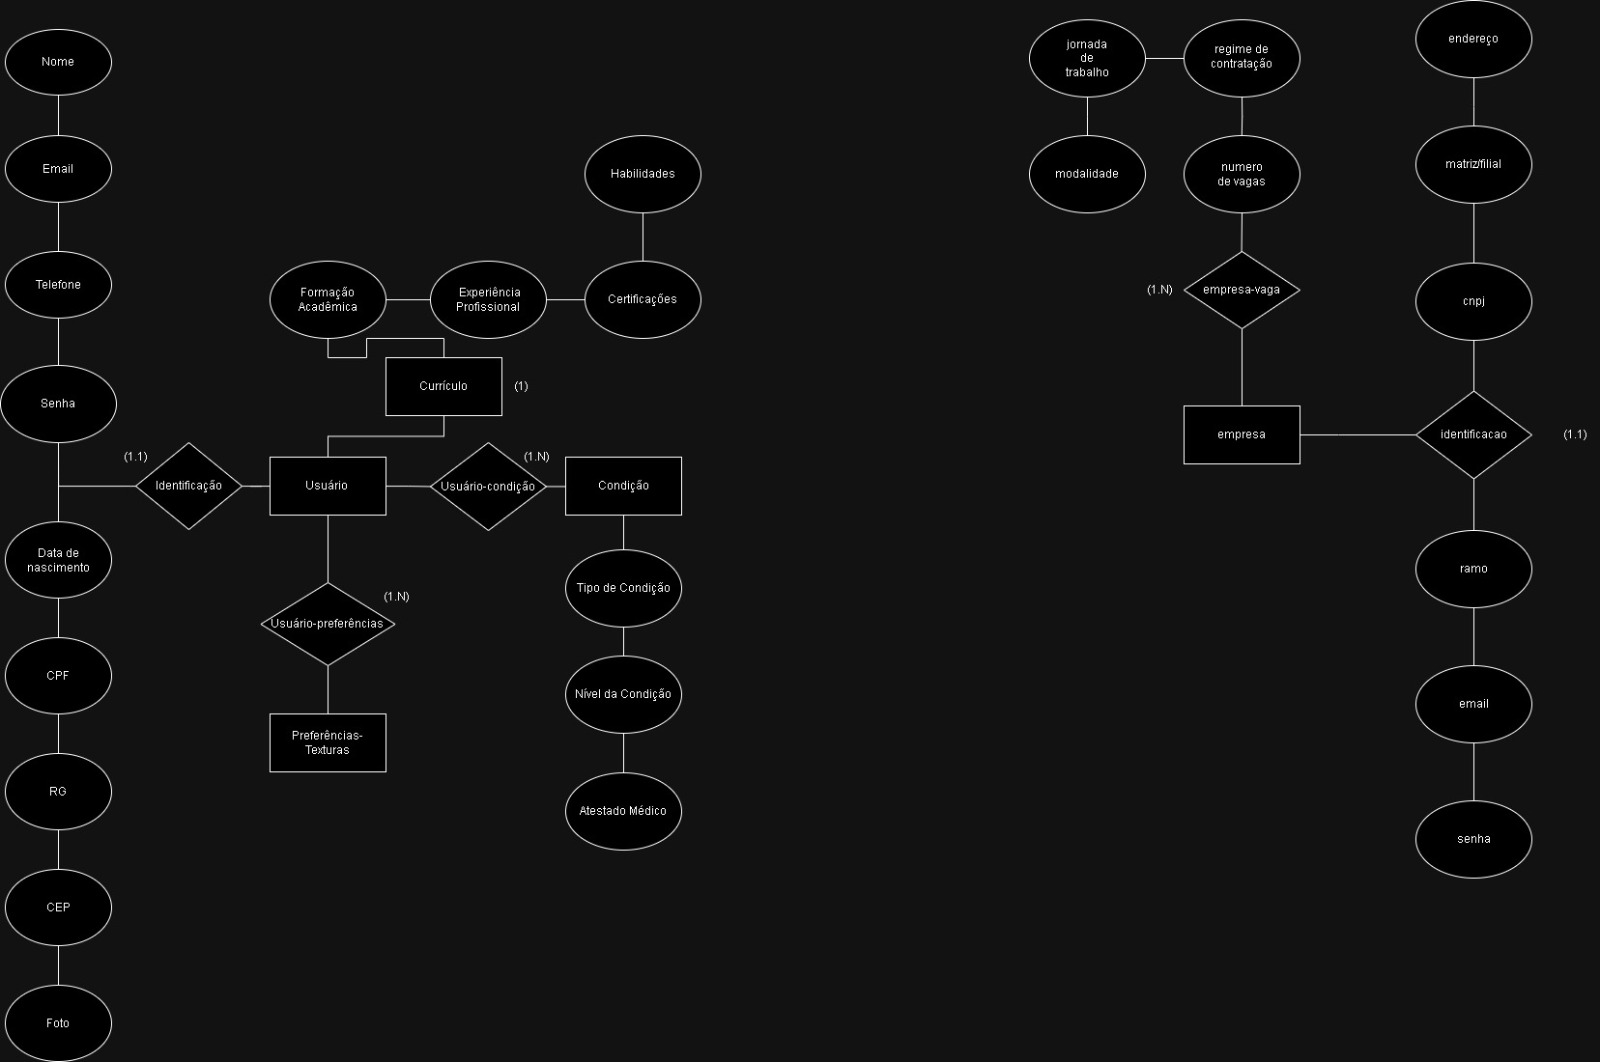 Nome
Email
Telefone
Senha
(1.1)
Identificação
Data de
nascimento
CPF
RG
CEP
Foto
Formação
Acadêmica
Experiência
Profissional
Certificações
Habilidades
Currículo
(1)
Usuário
Usuário-condição
(1.N)
Condição
Tipo de Condição
Nível da Condição
Atestado Médico
Usuário-preferências
(1.N)
Preferências-
Texturas
jornada
de
trabalho
regime de
contratação
modalidade
numero
de vagas
(1.N)
empresa-vaga
empresa
endereço
matriz/filial
cnpj
identificacao
(1.1)
ramo
email
senha